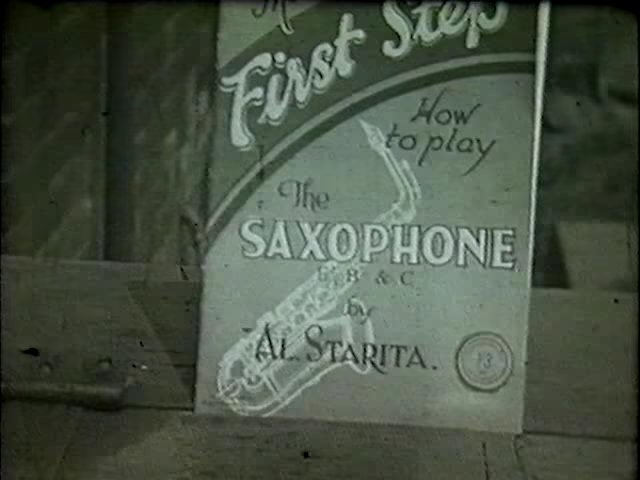 First Step
How
to play
The
SAXOPHONE
E, B & C
by
AL. STARITA.